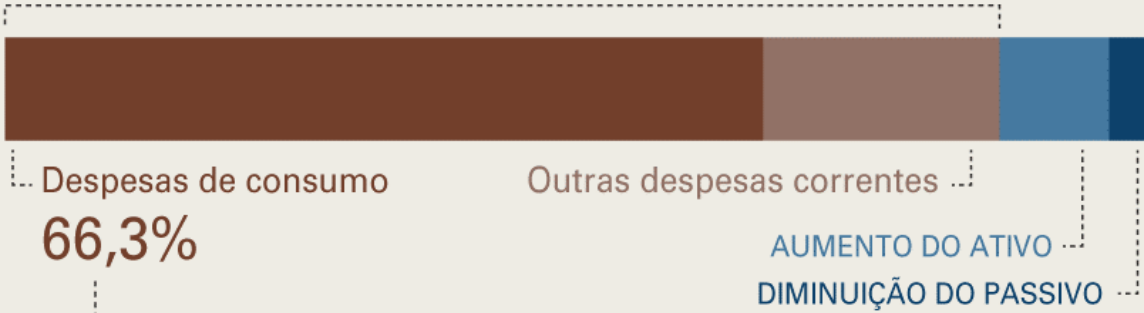 Despesas de consumo
66,3%
Outras despesas correntes
AUMENTO DO ATIVO
DIMINUIÇÃO DO PASSIVO